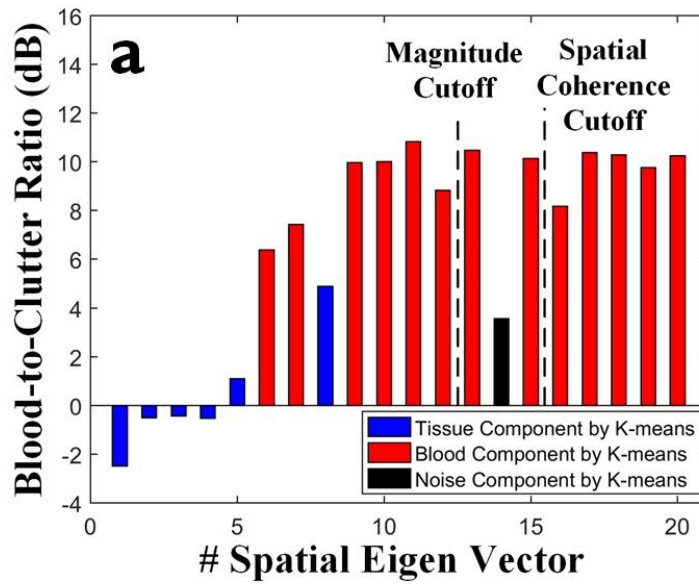 a
Magnitude
Cutoff
Spatial
Coherence
Cutoff
Blood-to-Clutter Ratio (dB)
16
14
12
10
8
6
4
2
0
-2
-4
Tissue Component by K-means
Blood Component by K-means
Noise Component by K-means
0 5 10 15 20
# Spatial Eigen Vector